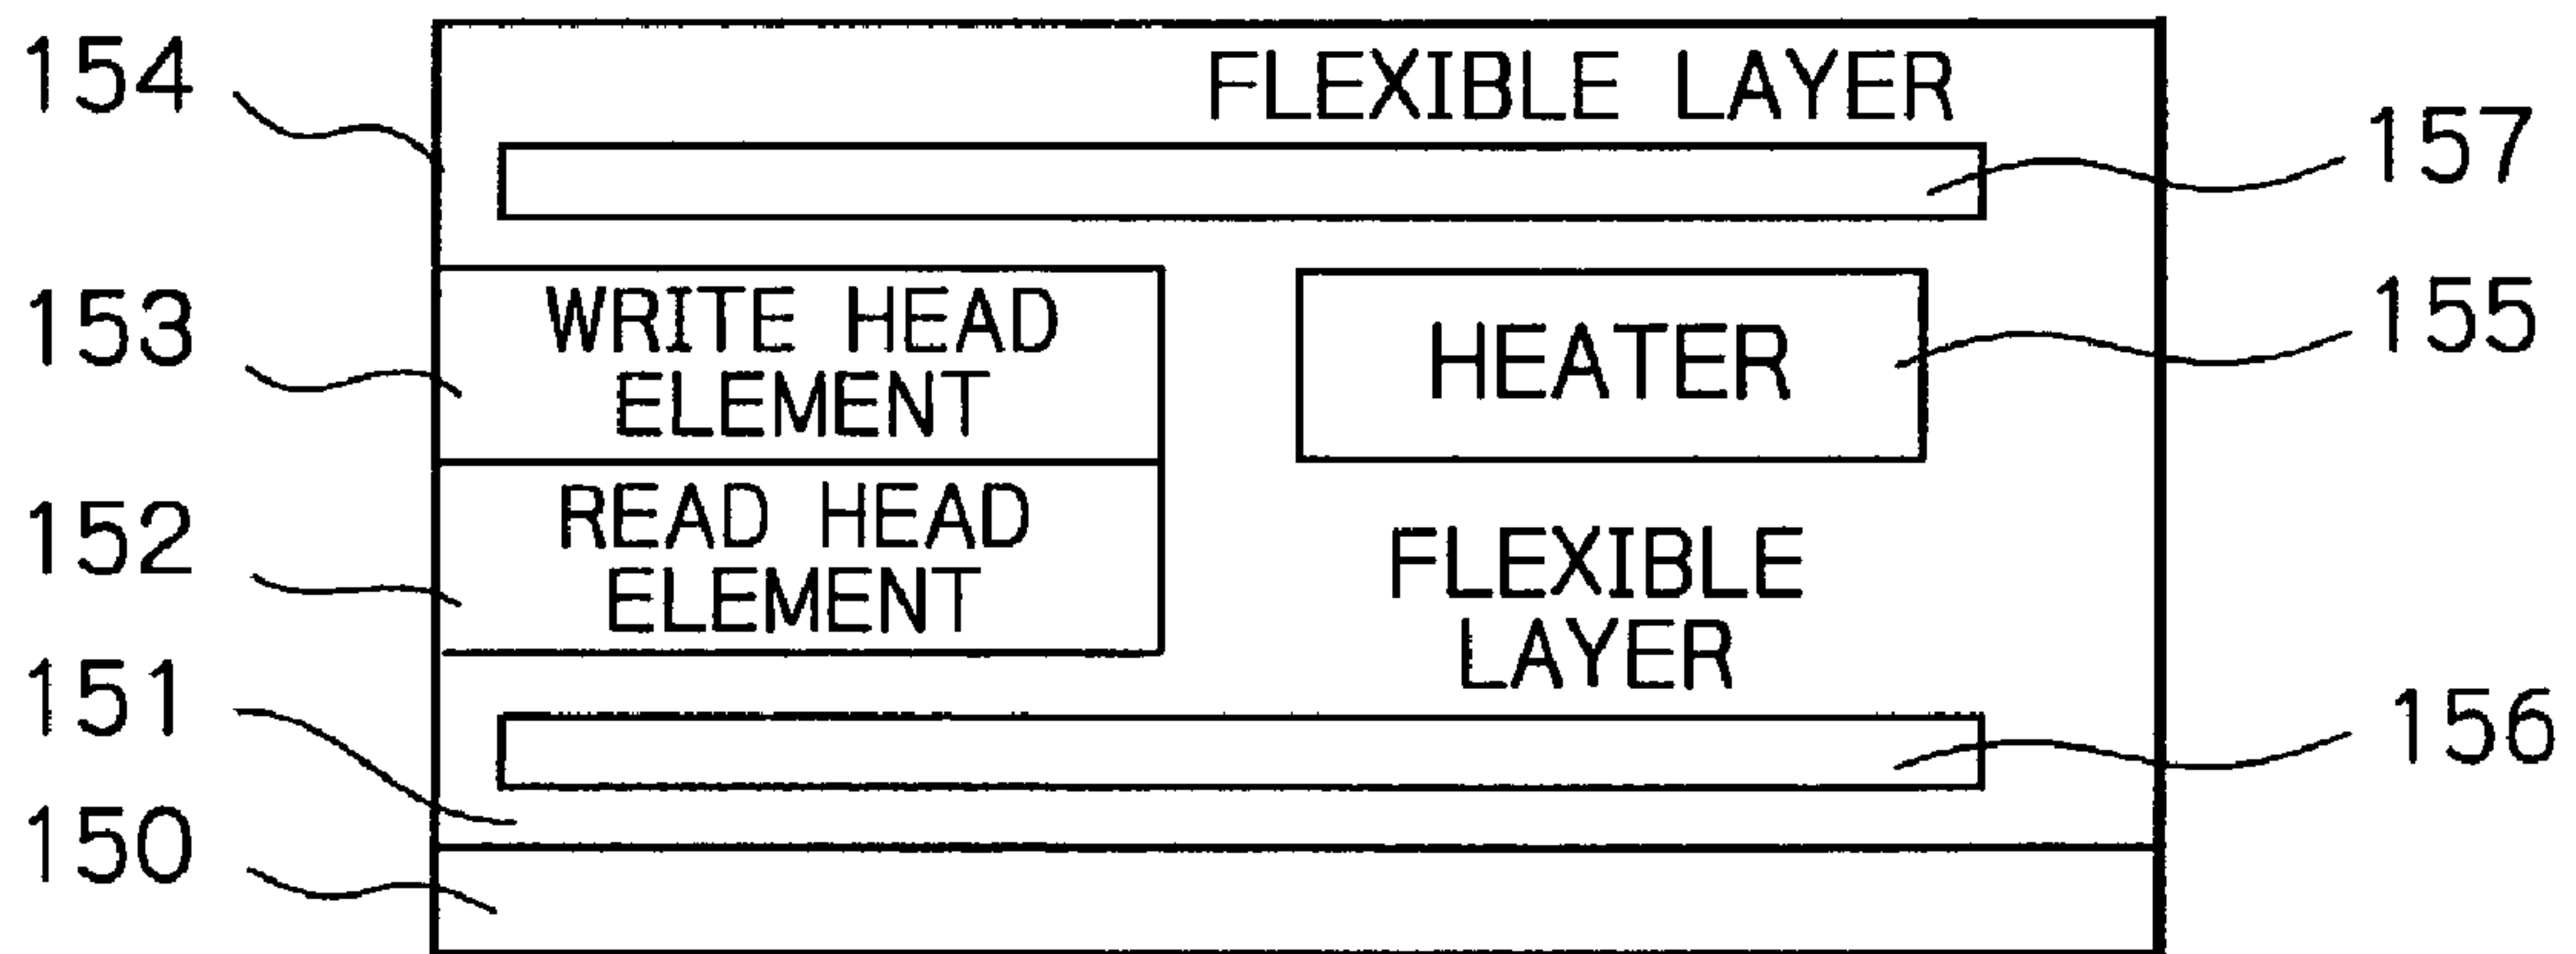 154
FLEXIBLE LAYER
157
153
WRITE HEAD
ELEMENT
HEATER
155
152
READ HEAD
ELEMENT
FLEXIBLE
LAYER
151
156
150